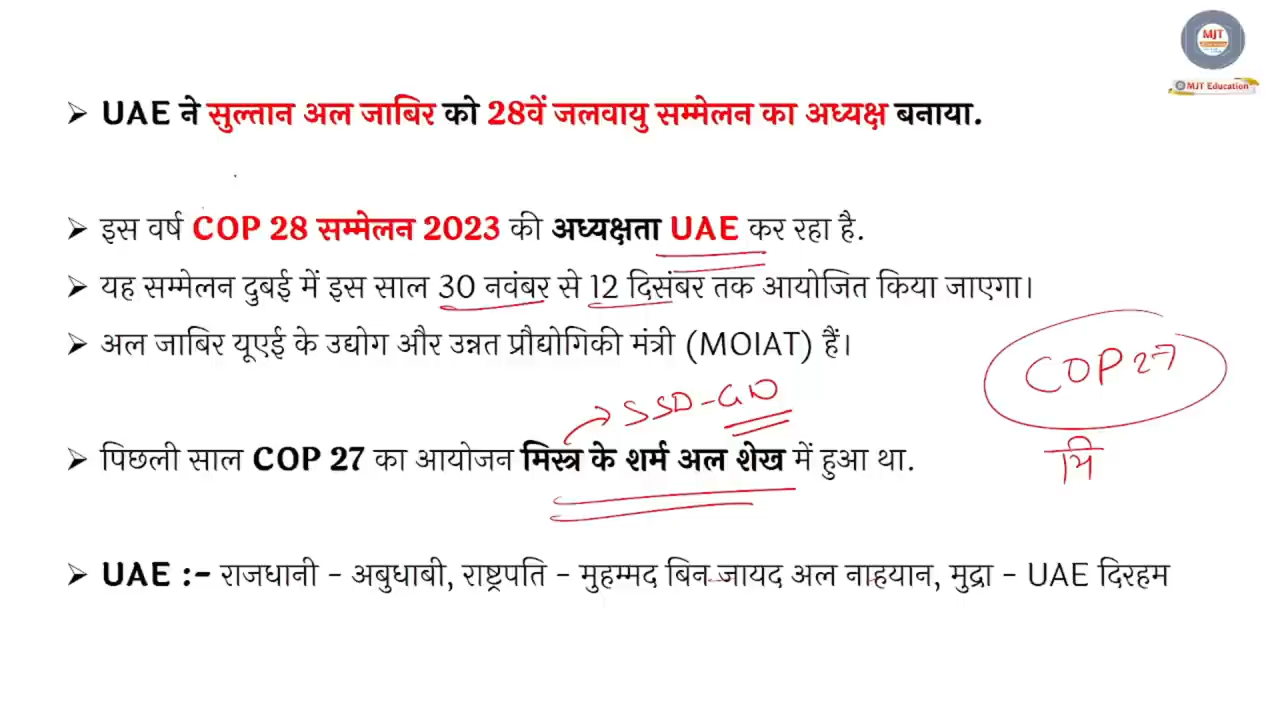 MJT
MJT Education
➢ UAE ने सुल्तान अल जाबिर को 28वें जलवायु सम्मेलन का अध्यक्ष बनाया.
➢ इस वर्ष COP 28 सम्मेलन 2023 की अध्यक्षता UAE कर रहा है.
➢ यह सम्मेलन दुबई में इस साल 30 नवंबर से 12 दिसंबर तक आयोजित किया जाएगा।
➢ अल जाबिर यूएई के उद्योग और उन्नत प्रौद्योगिकी मंत्री (MOIAT) हैं।
COP 27
SSD-GD
मि
➢ पिछली साल COP 27 का आयोजन मिस्त्र के शर्म अल शेख में हुआ था.
➢ UAE :- राजधानी - अबुधाबी, राष्ट्रपति - मुहम्मद बिन जायद अल नाहयान, मुद्रा - UAE दिरहम